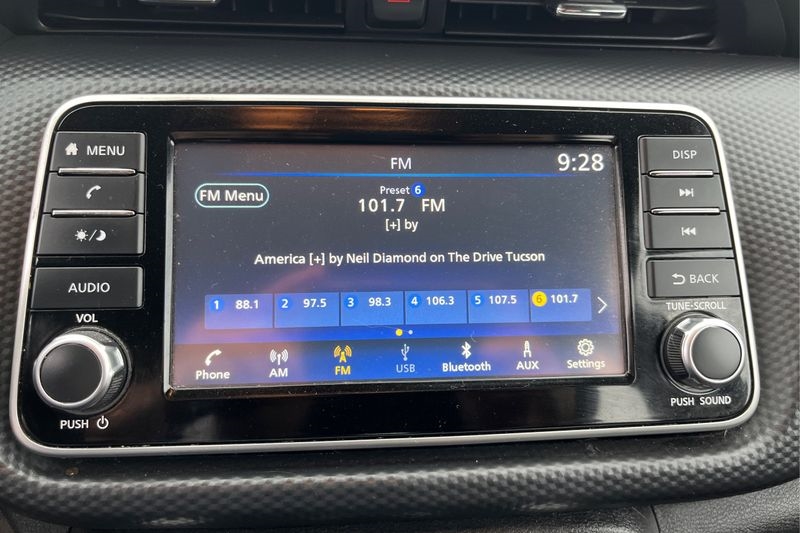 MENU
AUDIO
VOL
PUSH
FM
9:28
FM Menu
Preset 6
101.7 FM
[+] by
America [+] by Neil Diamond on The Drive Tucson
1 88.1 2 97.5 3 98.3 4 106.3 5 107.5 6 101.7
Phone AM FM USB Bluetooth AUX Settings
DISP
BACK
TUNE·SCROLL
PUSH SOUND